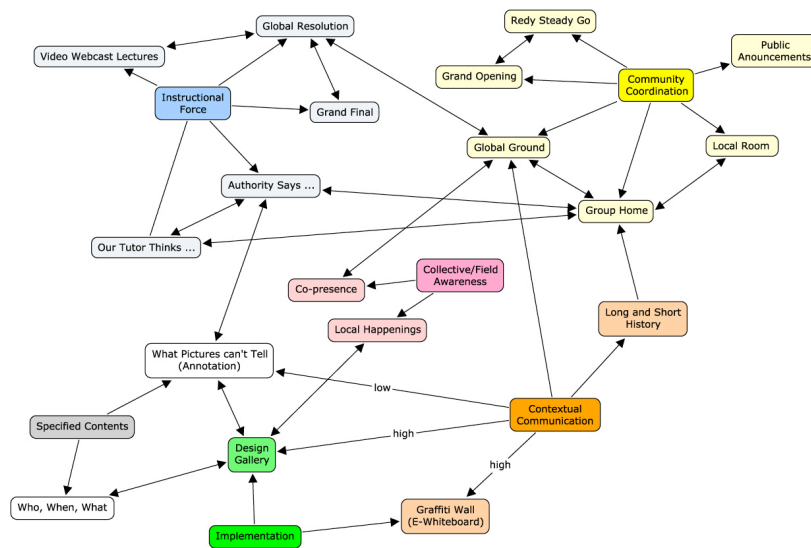 Redy Steady Go
Global Resolution
Video Webcast Lectures
Public
Anouncements
Grand Opening
Community
Coordination
Instructional
Force
Grand Final
Global Ground
Local Room
Authority Says ...
Group Home
Our Tutor Thinks ...
Collective/Field
Awareness
Co-presence
Long and Short
History
Local Happenings
What Pictures can't Tell
(Annotation)
low
Contextual
Communication
Specified Contents
high
Design
Gallery
high
Who, When, What
Graffiti Wall
(E-Whiteboard)
Implementation